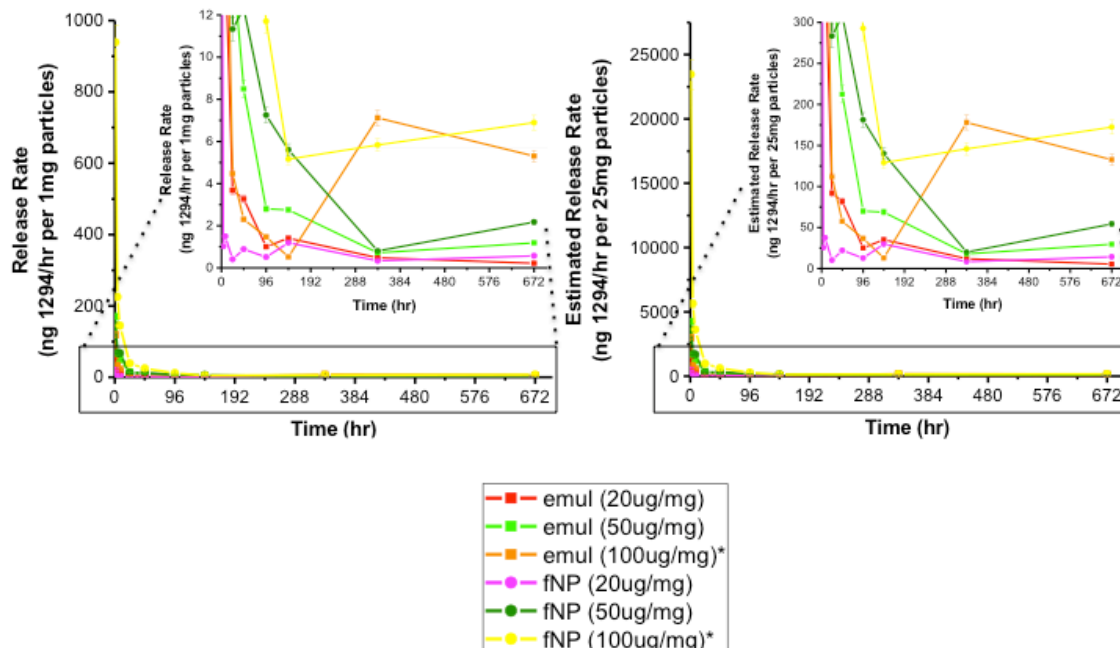 Release Rate
(ng 1294/hr per 1mg particles)
1000
800
600
400
200
0
0 96 192 288 384 480 576 672
Time (hr)
Release Rate
(ng 1294/hr per 1mg particles)
12
10
8
6
4
2
0
0 96 192 288 384 480 576 672
Time (hr)
Estimated Release Rate
(ng 1294/hr per 25mg particles)
25000
20000
15000
10000
5000
0
0 96 192 288 384 480 576 672
Time (hr)
Estimated Release Rate
(ng 1294/hr per 25mg particles)
300
250
200
150
100
50
0
0 96 192 288 384 480 576 672
Time (hr)
emul (20ug/mg)
emul (50ug/mg)
emul (100ug/mg)*
fNP (20ug/mg)
fNP (50ug/mg)
fNP (100ug/mg)*